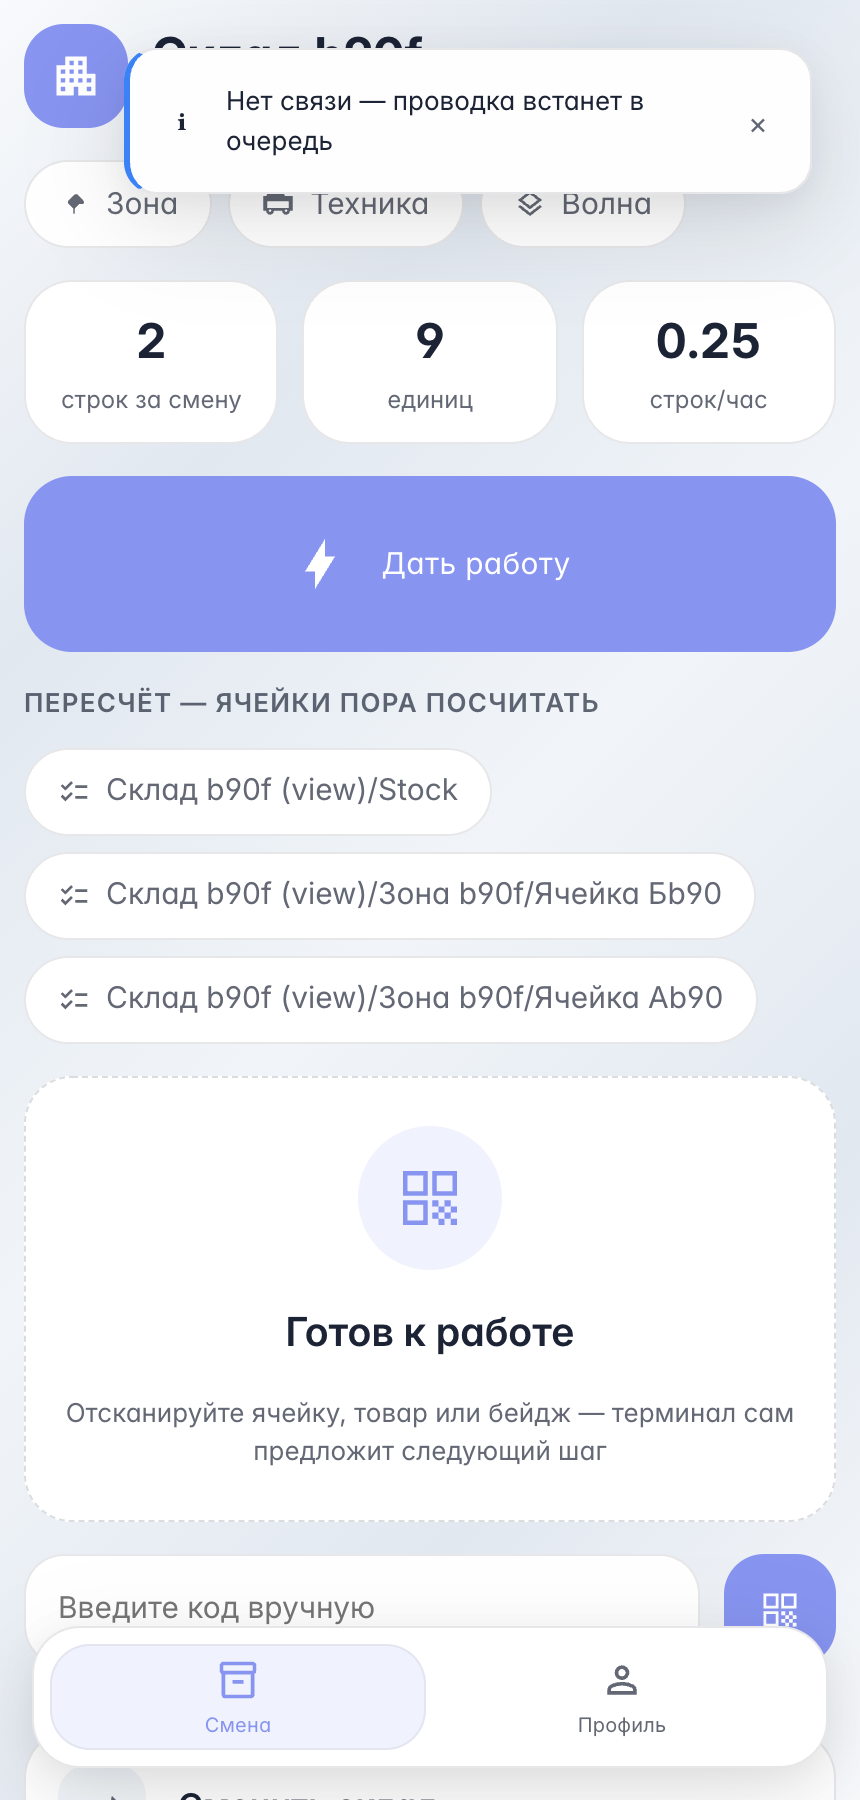 Склад b90f
Нет связи — проводка встанет в
очередь
Зона
Техника
Волна
2
строк за смену
9
единиц
0.25
строк/час
Дать работу
ПЕРЕСЧЁТ — ЯЧЕЙКИ ПОРА ПОСЧИТАТЬ
Склад b90f (view)/Stock
Склад b90f (view)/Зона b90f/Ячейка Бb90
Склад b90f (view)/Зона b90f/Ячейка Аb90
Готов к работе
Отсканируйте ячейку, товар или бейдж — терминал сам
предложит следующий шаг
Введите код вручную
Смена
Профиль